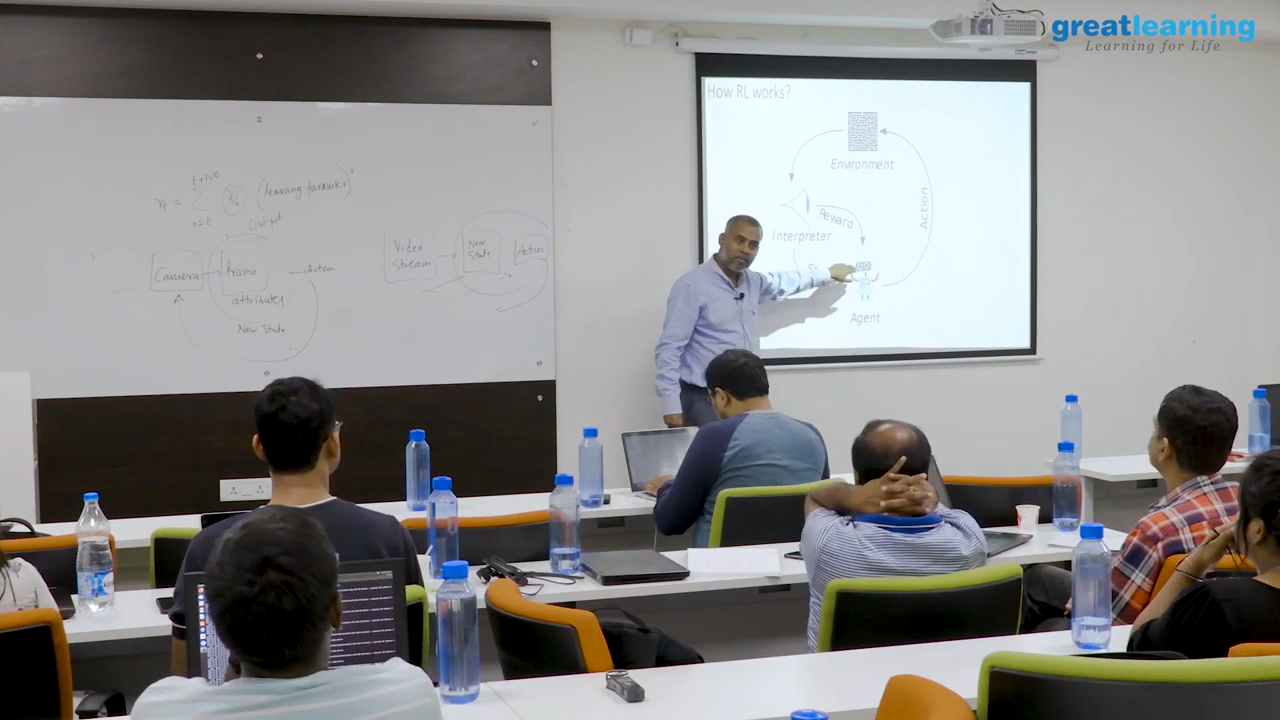 greatlearning
Learning for Life
How RL works?
Environment
Reward
Interpreter
Action
Agent
(learning parameter)
Output
Camera
frame
Action
attributes
New State
Video
Stream
New
State
Action